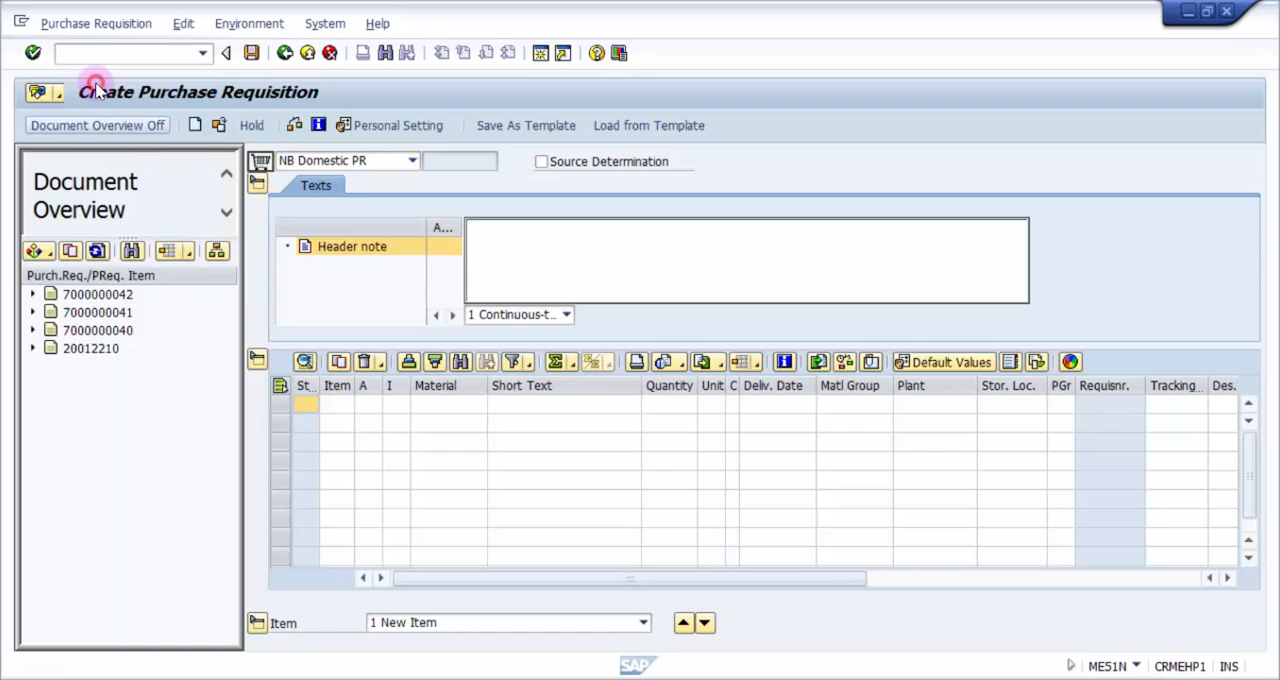 Purchase Requisition Edit Environment System Help
Create Purchase Requisition
Document Overview Off Hold Personal Setting Save As Template Load from Template
Document
Overview
NB Domestic PR Source Determination
Texts
A...
Header note
1 Continuous-t...
Purch.Req./PReq. Item
7000000042
7000000041
7000000040
20012210
Default Values
St... Item A I Material Short Text Quantity Unit C Deliv. Date Matl Group Plant Stor. Loc. PGr Requisnr. Tracking... Des.
Item 1 New Item
SAP ME51N CRMEHP1 INS